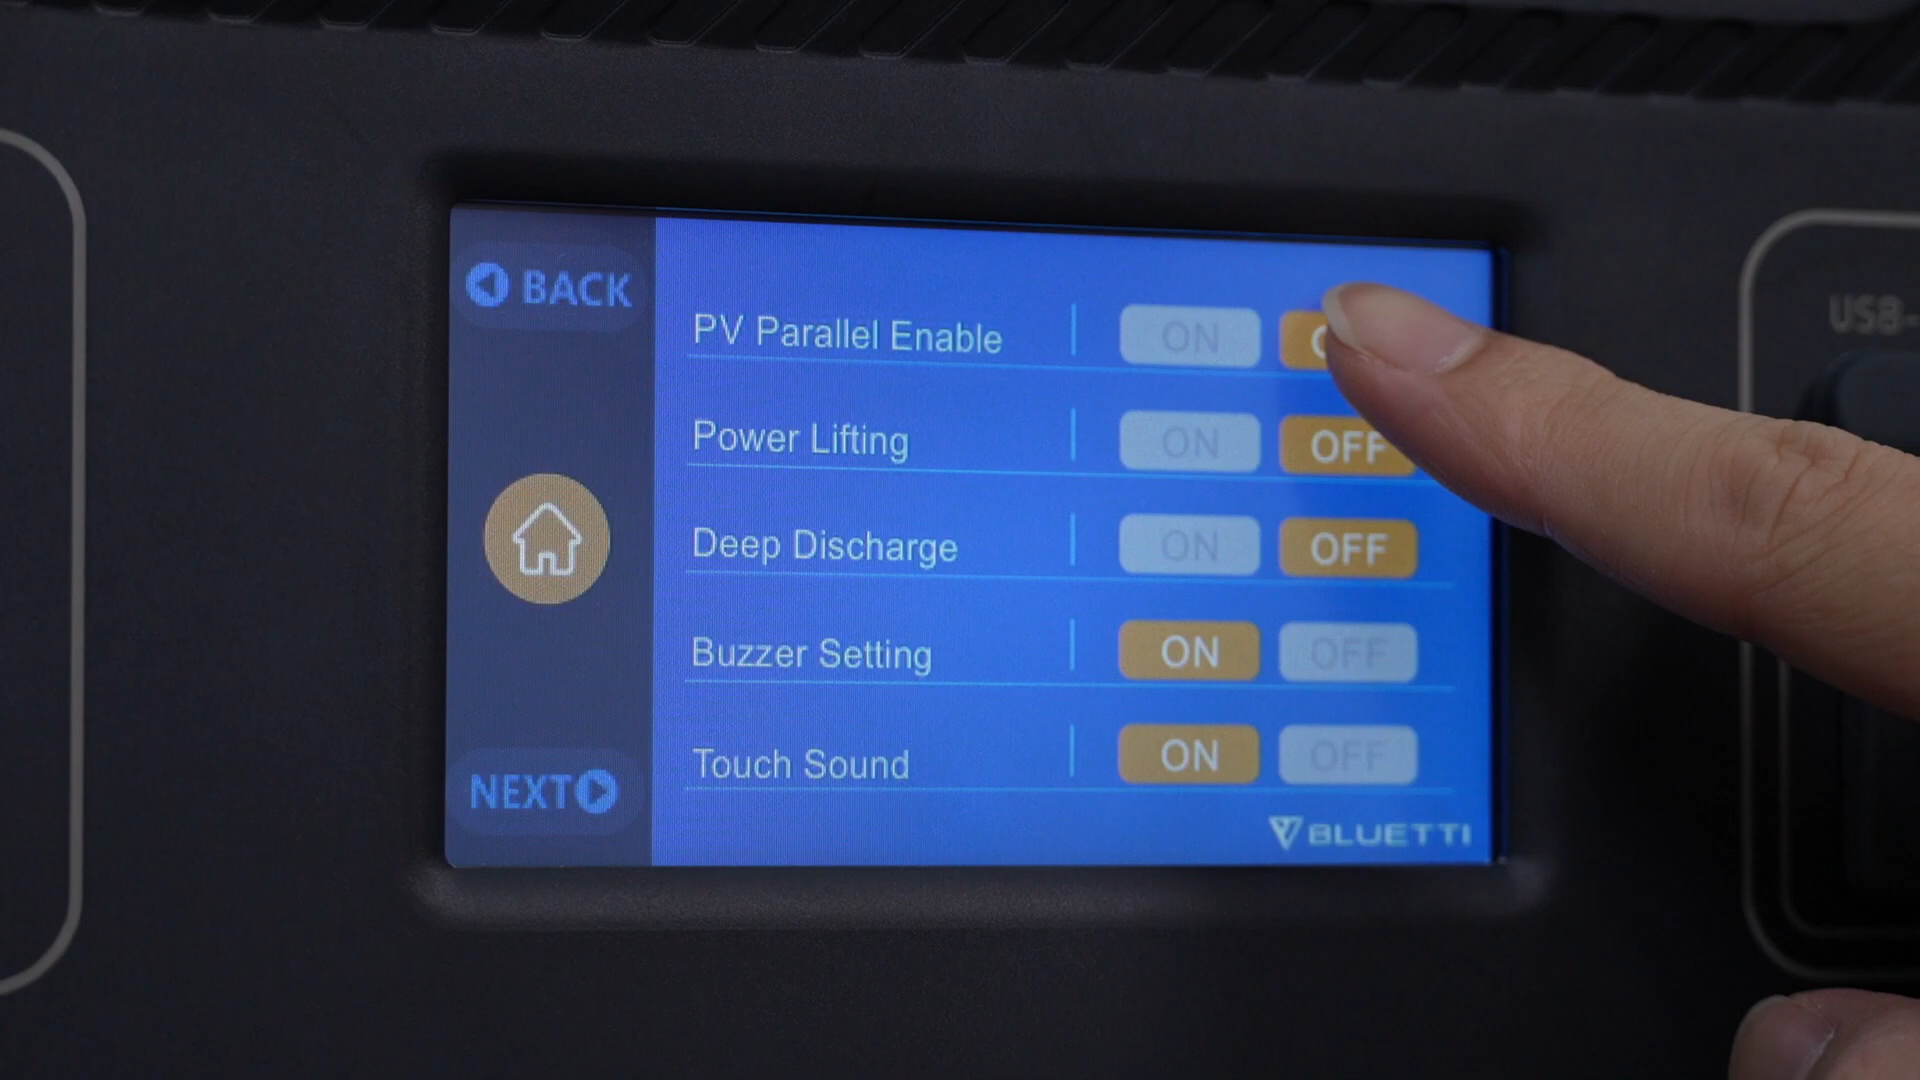 BACK
PV Parallel Enable ON
Power Lifting ON OFF
Deep Discharge ON OFF
Buzzer Setting ON OFF
Touch Sound ON OFF
NEXT
BLUETTI
USB-